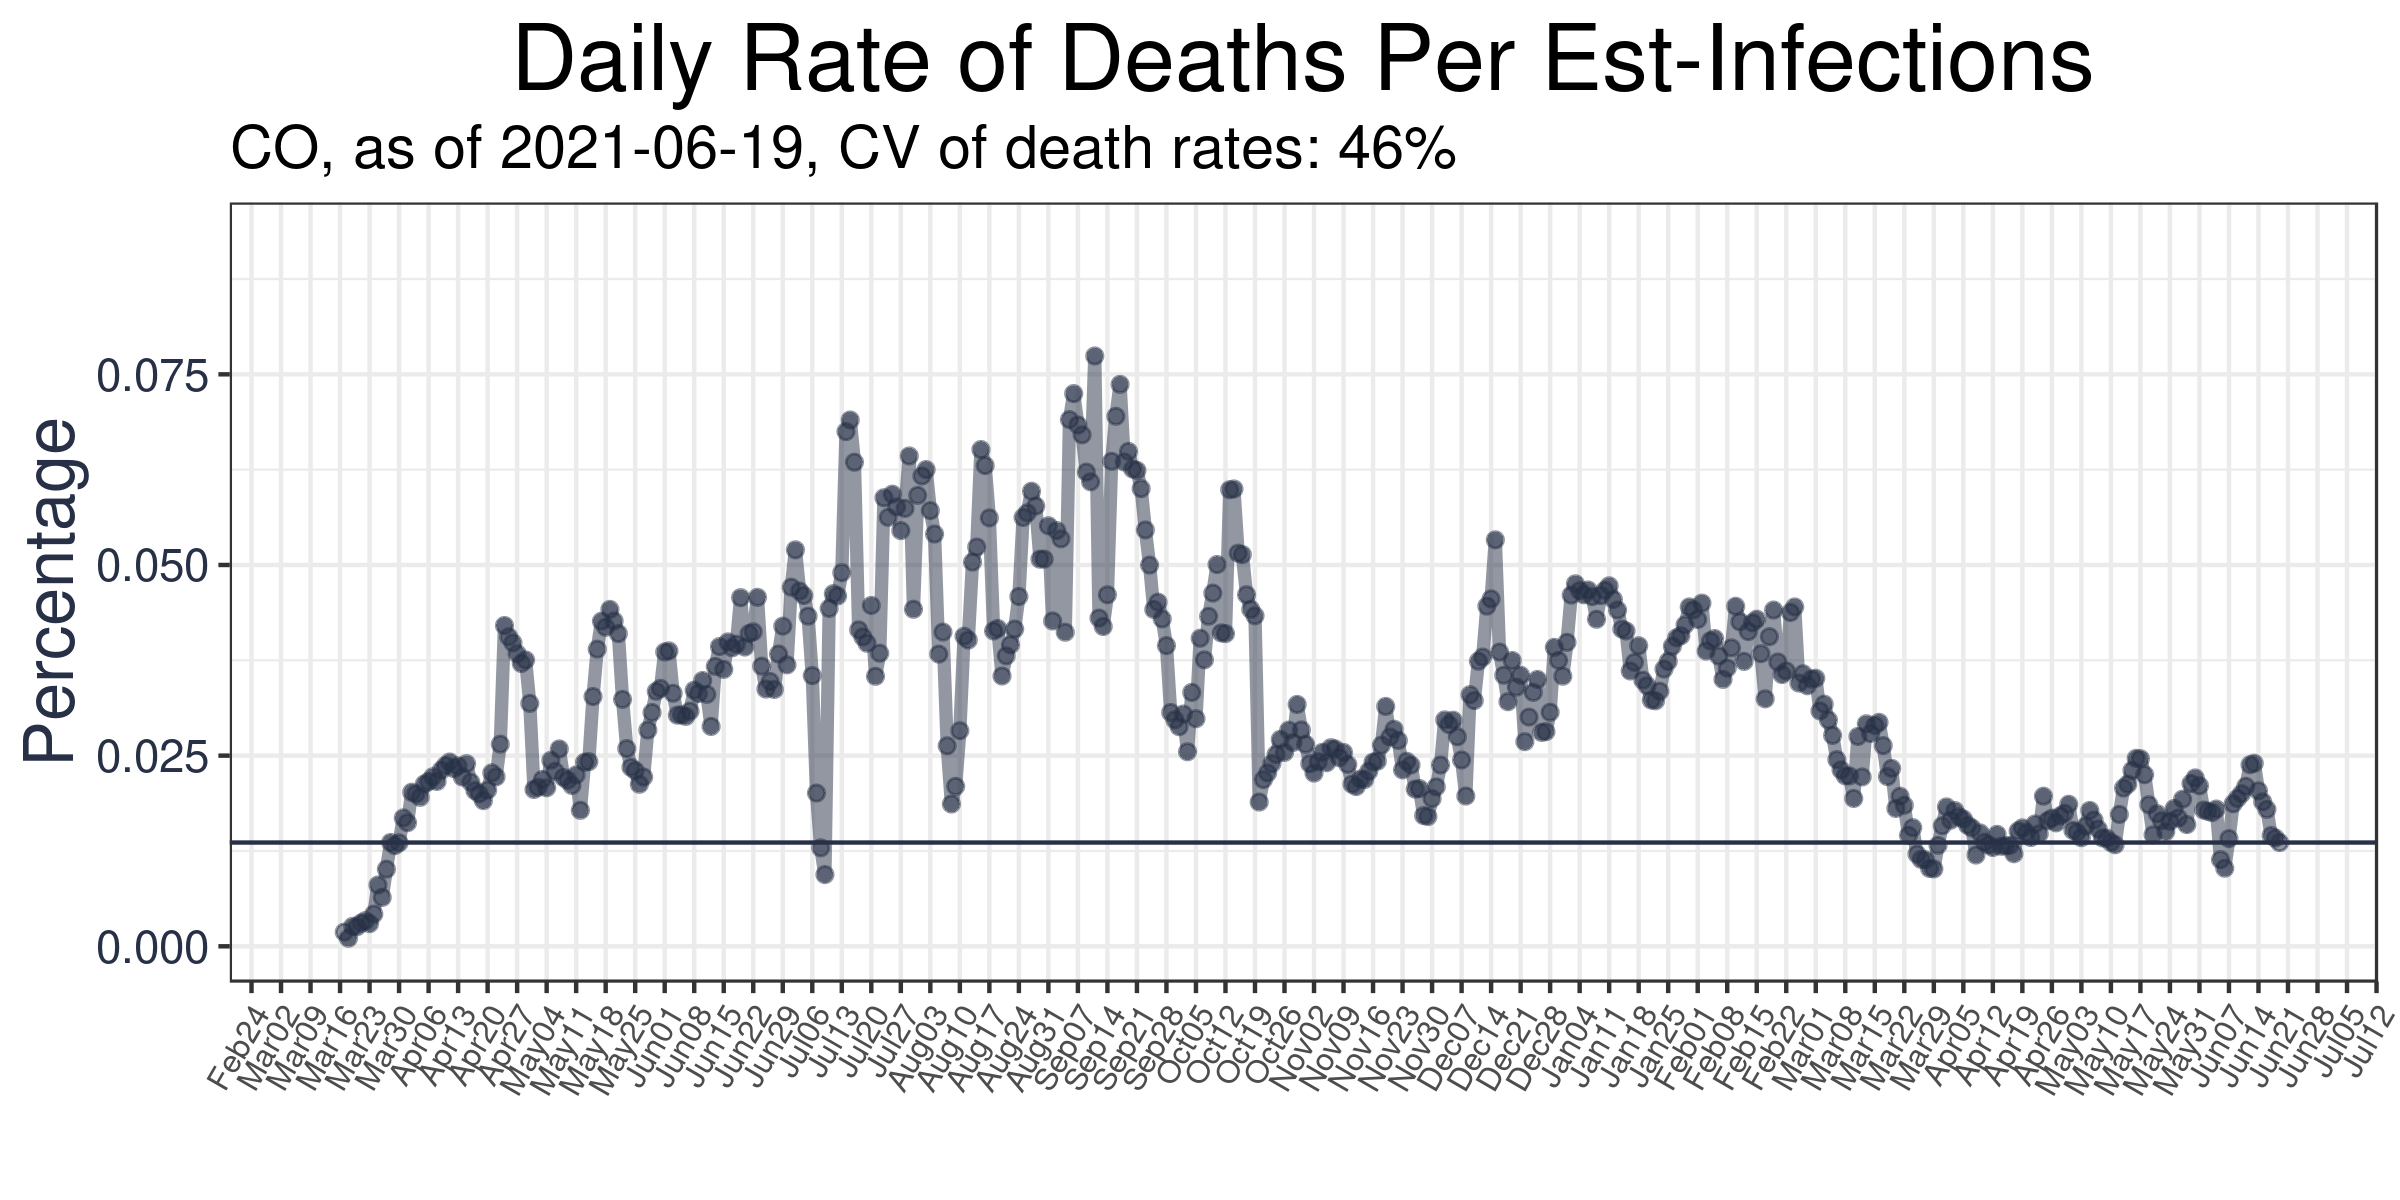 Daily Rate of Deaths Per Est-Infections
CO, as of 2021-06-19, CV of death rates: 46%
Percentage
0.075
0.050
0.025
0.000
Feb24
Mar02
Mar09
Mar16
Mar23
Mar30
Apr06
Apr13
Apr20
Apr27
May04
May11
May18
May25
Jun01
Jun08
Jun15
Jun22
Jun29
Jul06
Jul13
Jul20
Jul27
Aug03
Aug10
Aug17
Aug24
Aug31
Sep07
Sep14
Sep21
Sep28
Oct05
Oct12
Oct19
Oct26
Nov02
Nov09
Nov16
Nov23
Nov30
Dec07
Dec14
Dec21
Dec28
Jan04
Jan11
Jan18
Jan25
Feb01
Feb08
Feb15
Feb22
Mar01
Mar08
Mar15
Mar22
Mar29
Apr05
Apr12
Apr19
Apr26
May03
May10
May17
May24
May31
Jun07
Jun14
Jun21
Jun28
Jul05
Jul12